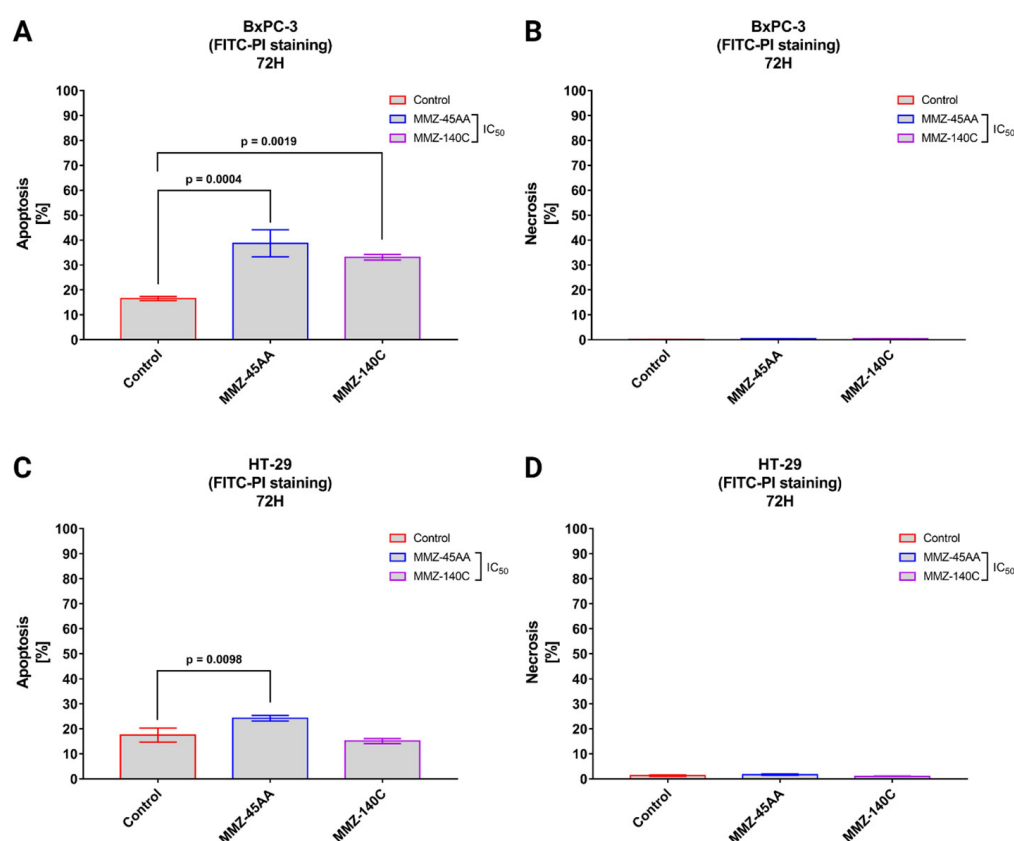 A
BxPC-3
(FITC-PI staining)
72H
Apoptosis
[%]
100
90
80
70
60
50
40
30
20
10
0
p = 0.0019
p = 0.0004
Control
MMZ-45AA
MMZ-140C
IC50
Control
MMZ-45AA
MMZ-140C
B
BxPC-3
(FITC-PI staining)
72H
Necrosis
[%]
100
90
80
70
60
50
40
30
20
10
0
Control
MMZ-45AA
MMZ-140C
IC50
Control
MMZ-45AA
MMZ-140C
C
HT-29
(FITC-PI staining)
72H
Apoptosis
[%]
100
90
80
70
60
50
40
30
20
10
0
p = 0.0098
Control
MMZ-45AA
MMZ-140C
IC50
Control
MMZ-45AA
MMZ-140C
D
HT-29
(FITC-PI staining)
72H
Necrosis
[%]
100
90
80
70
60
50
40
30
20
10
0
Control
MMZ-45AA
MMZ-140C
IC50
Control
MMZ-45AA
MMZ-140C